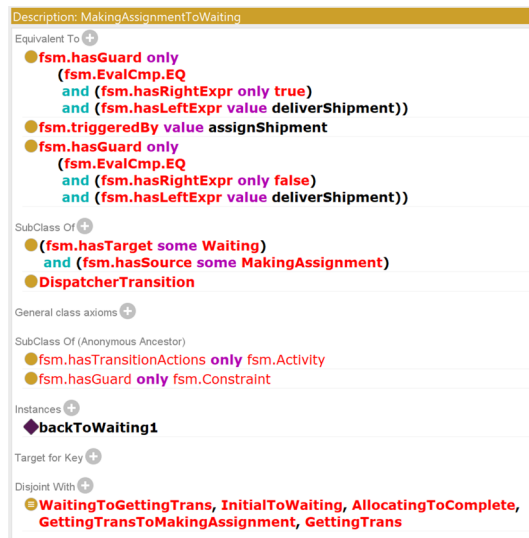 Description: MakingAssignmentToWaiting
Equivalent To
fsm.hasGuard only
(fsm.EvalCmp.EQ
and (fsm.hasRightExpr only true)
and (fsm.hasLeftExpr value deliverShipment))
fsm.triggeredBy value assignShipment
fsm.hasGuard only
(fsm.EvalCmp.EQ
and (fsm.hasRightExpr only false)
and (fsm.hasLeftExpr value deliverShipment))
SubClass Of
(fsm.hasTarget some Waiting)
and (fsm.hasSource some MakingAssignment)
DispatcherTransition
General class axioms
SubClass Of (Anonymous Ancestor)
fsm.hasTransitionActions only fsm.Activity
fsm.hasGuard only fsm.Constraint
Instances
backToWaiting1
Target for Key
Disjoint With
WaitingToGettingTrans, InitialToWaiting, AllocatingToComplete,
GettingTransToMakingAssignment, GettingTrans